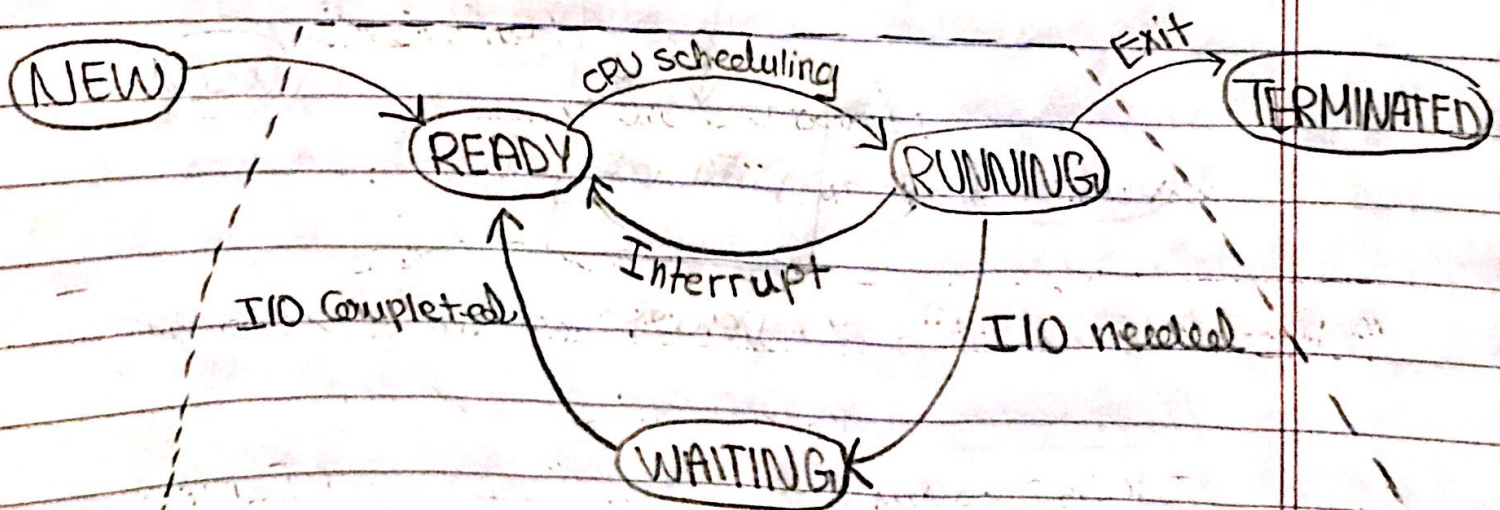 NEW
CPU scheduling
Exit
TERMINATED
READY
RUNNING
Interrupt
I/O Completed
I/O needed
WAITING